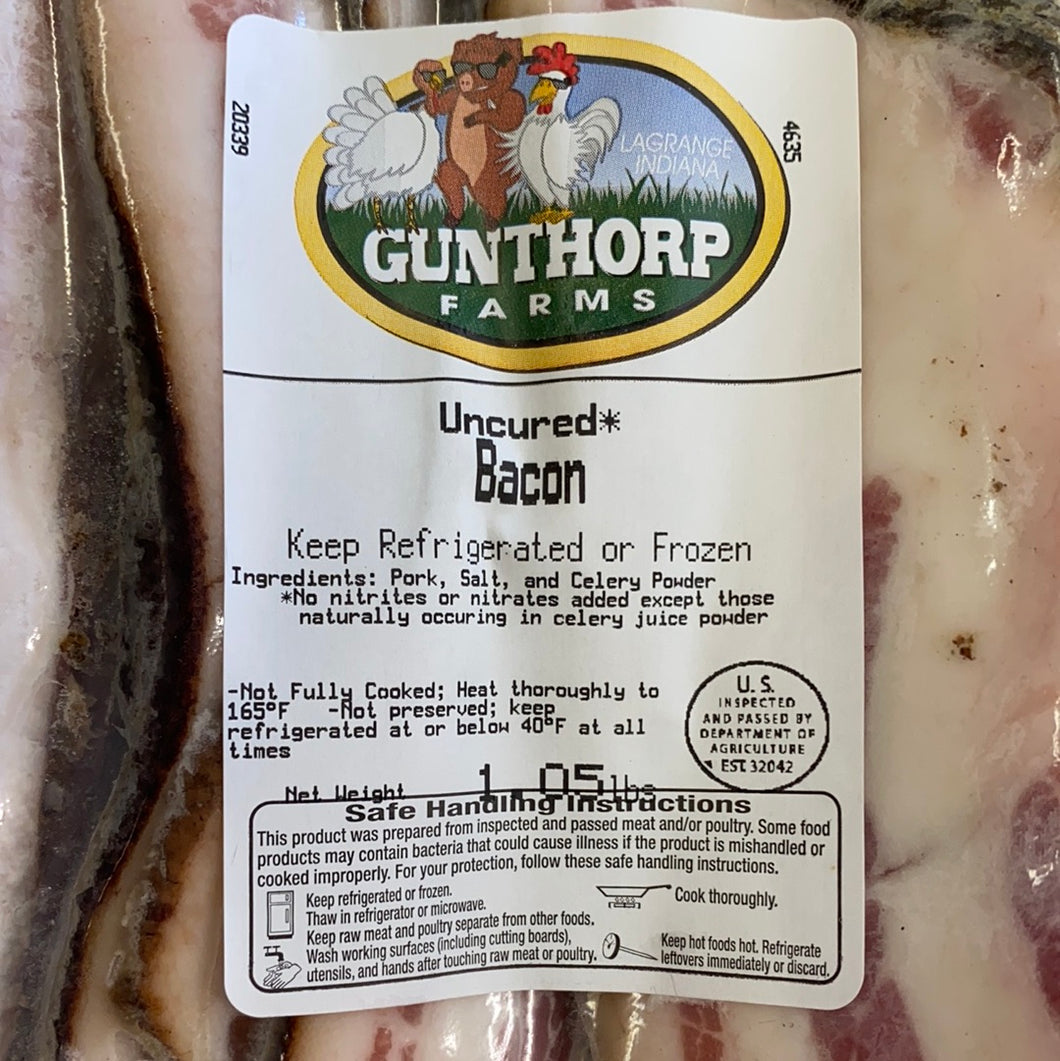 20339
4635
LAGRANGE
INDIANA
GUNTHORP
FARMS
Uncured*
Bacon
Keep Refrigerated or Frozen
Ingredients: Pork, Salt, and Celery Powder
*No nitrites or nitrates added except those
naturally occuring in celery juice powder
-Not Fully Cooked; Heat thoroughly to
165°F -Not preserved; keep
refrigerated at or below 40°F at all
times
U.S.
INSPECTED
AND PASSED BY
DEPARTMENT OF
AGRICULTURE
EST. 32042
Net Weight 1.05 lbs
Safe Handling Instructions
This product was prepared from inspected and passed meat and/or poultry. Some food
products may contain bacteria that could cause illness if the product is mishandled or
cooked improperly. For your protection, follow these safe handling instructions.
Keep refrigerated or frozen.
Thaw in refrigerator or microwave.
Keep raw meat and poultry separate from other foods.
Wash working surfaces (including cutting boards),
utensils, and hands after touching raw meat or poultry.
Cook thoroughly.
Keep hot foods hot. Refrigerate
leftovers immediately or discard.